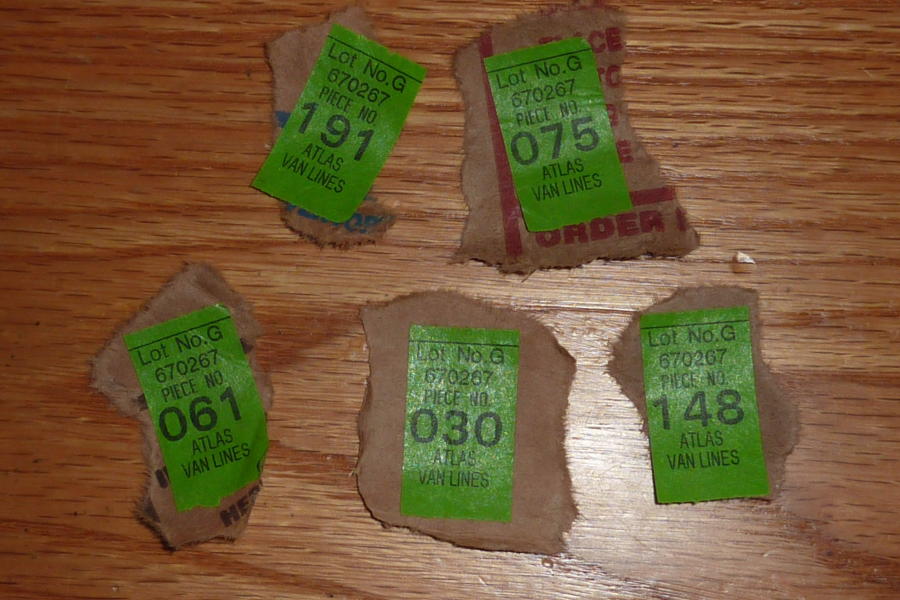 Lot No.G
670267
PIECE NO.
191
ATLAS
VAN LINES
Lot No.G
670267
PIECE NO.
075
ATLAS
VAN LINES
ORDER
Lot No.G
670267
PIECE NO.
061
ATLAS
VAN LINES
Lot No.G
670267
PIECE NO.
030
ATLAS
VAN LINES
Lot No.G
670267
PIECE NO.
148
ATLAS
VAN LINES